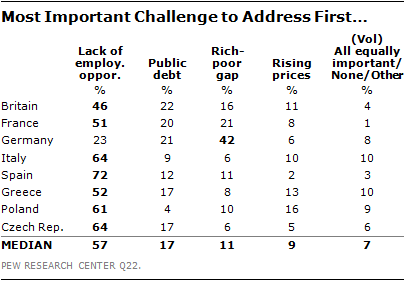 Most Important Challenge to Address First...
Lack of employ. oppor. Public debt Rich-poor gap Rising prices (Vol) All equally important/ None/Other
% % % % %
Britain 46 22 16 11 4
France 51 20 21 8 1
Germany 23 21 42 6 8
Italy 64 9 6 10 10
Spain 72 12 11 2 3
Greece 52 17 8 13 10
Poland 61 4 10 16 9
Czech Rep. 64 17 6 5 6
MEDIAN 57 17 11 9 7
PEW RESEARCH CENTER Q22.